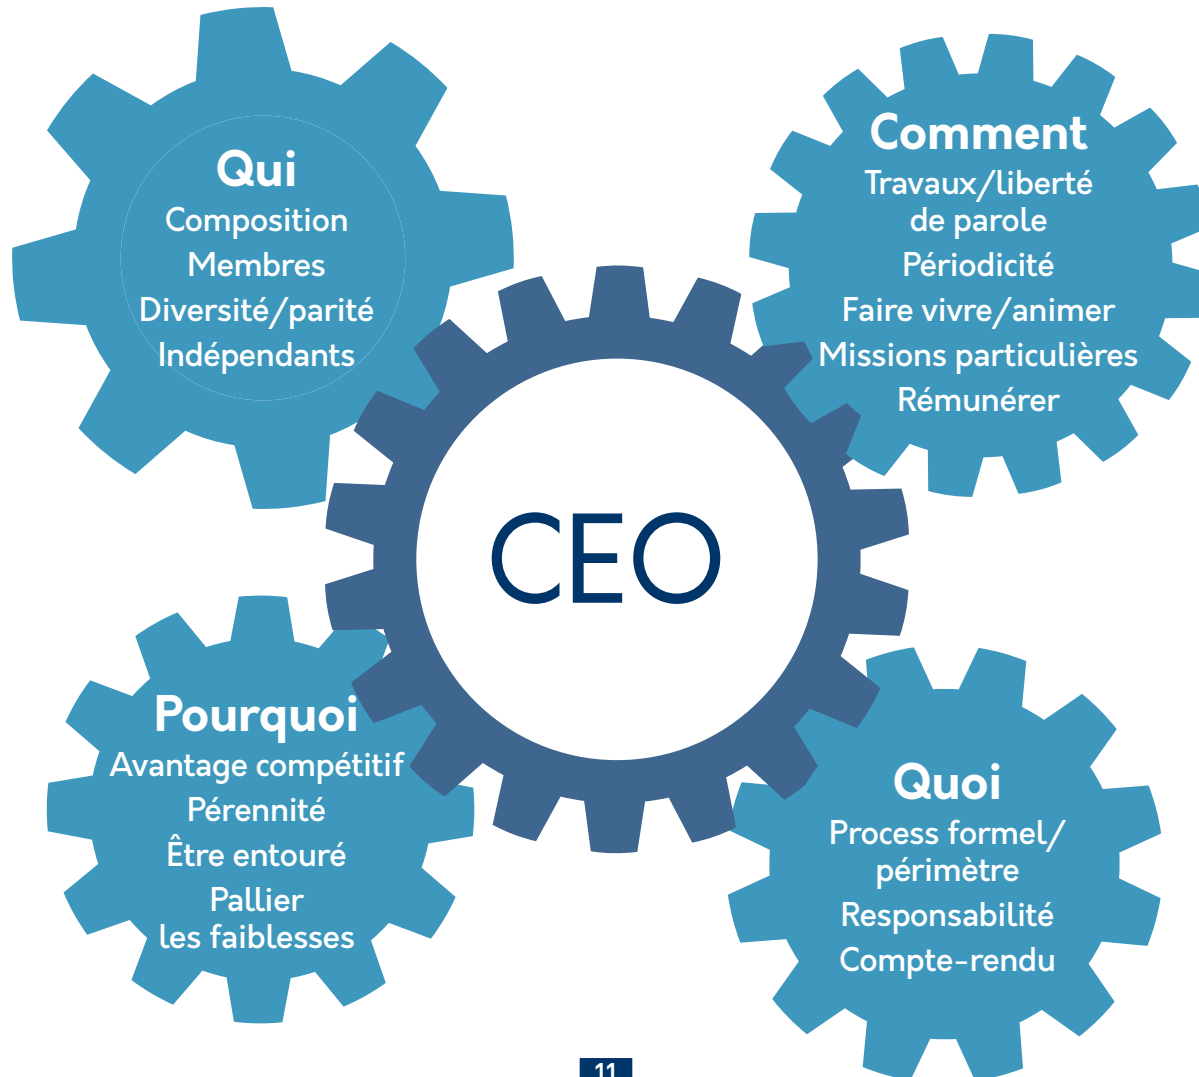 Qui
Composition
Membres
Diversité/parité
Indépendants
Comment
Travaux/liberté
de parole
Périodicité
Faire vivre/animer
Missions particulières
Rémunérer
CEO
Pourquoi
Avantage compétitif
Pérennité
Être entouré
Pallier
les faiblesses
Quoi
Process formel/
périmètre
Responsabilité
Compte-rendu
11